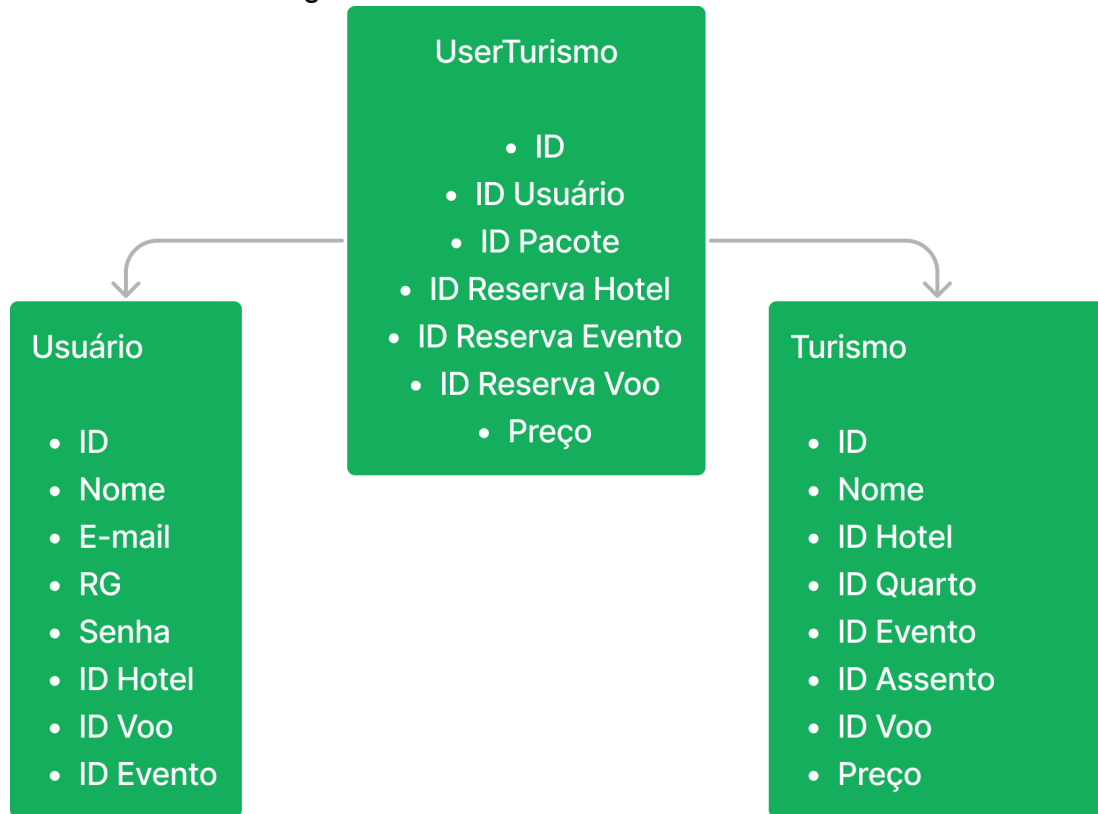 UserTurismo
• ID
• ID Usuário
• ID Pacote
• ID Reserva Hotel
• ID Reserva Evento
• ID Reserva Voo
• Preço
Usuário
• ID
• Nome
• E-mail
• RG
• Senha
• ID Hotel
• ID Voo
• ID Evento
Turismo
• ID
• Nome
• ID Hotel
• ID Quarto
• ID Evento
• ID Assento
• ID Voo
• Preço